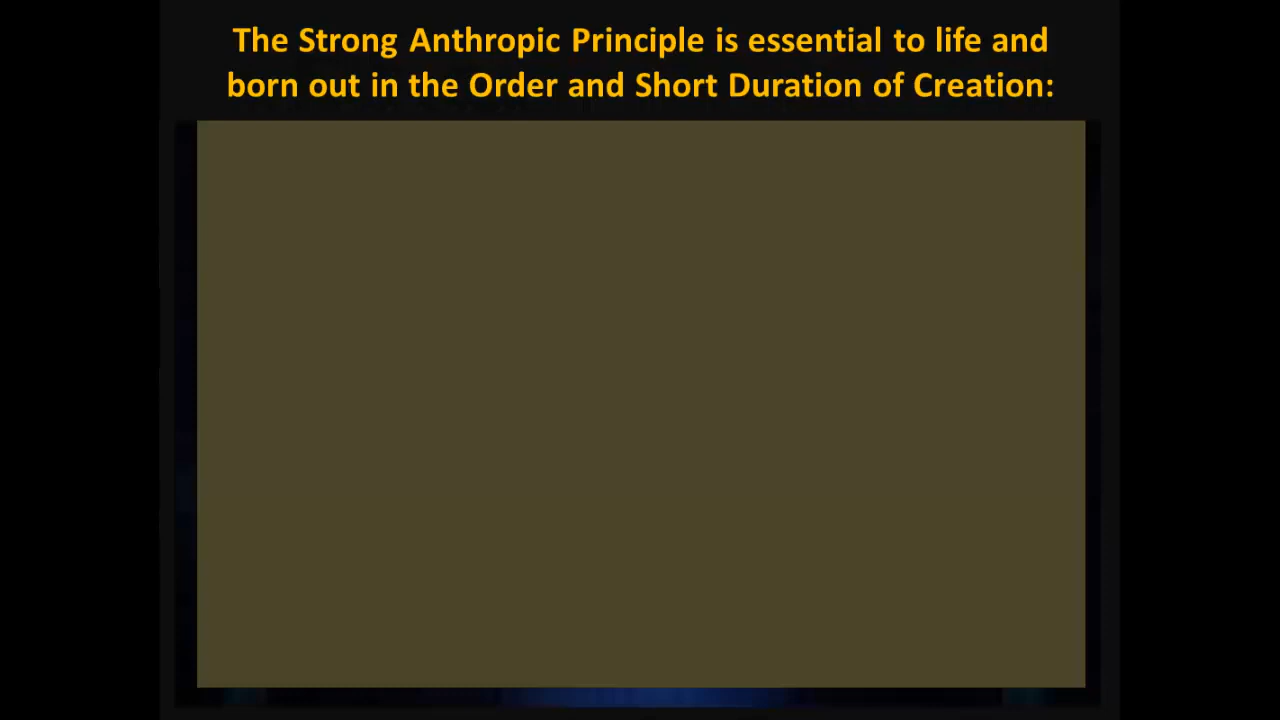 The Strong Anthropic Principle is essential to life and
born out in the Order and Short Duration of Creation: